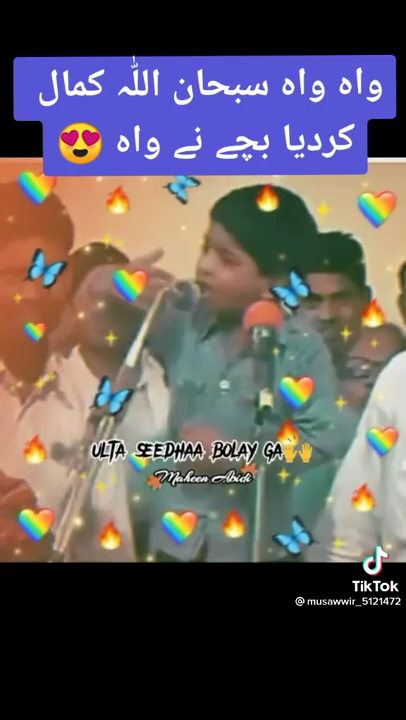 واہ واہ سبحان اللہ کمال
کردیا بچے نے واہ 😍
ULTA SEEDHAA BOLAY GA🙌
Maheen Abidi
TikTok
@musawwir_5121472